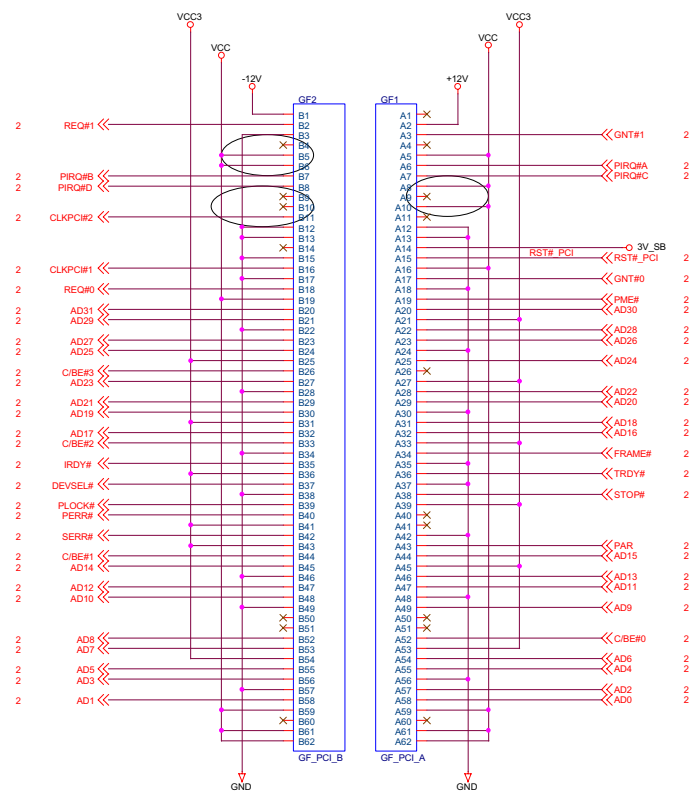 VCC3
VCC
-12V
GF2
B1
2 REQ#1 B2
B3
B4
B5
B6
2 PIRQ#B B7
2 PIRQ#D B8
B9
B10
2 CLKPCI#2 B11
B12
B13
B14
B15
2 CLKPCI#1 B16
B17
2 REQ#0 B18
B19
2 AD31 B20
2 AD29 B21
B22
2 AD27 B23
2 AD25 B24
B25
2 C/BE#3 B26
2 AD23 B27
B28
2 AD21 B29
2 AD19 B30
B31
2 AD17 B32
2 C/BE#2 B33
B34
2 IRDY# B35
B36
2 DEVSEL# B37
B38
2 PLOCK# B39
2 PERR# B40
B41
2 SERR# B42
B43
2 C/BE#1 B44
2 AD14 B45
B46
2 AD12 B47
2 AD10 B48
B49
B50
B51
2 AD8 B52
2 AD7 B53
B54
2 AD5 B55
2 AD3 B56
B57
2 AD1 B58
B59
B60
B61
B62
GF_PCI_B
GND
VCC3
VCC
+12V
GF1
A1
A2
A3 GNT#1 2
A4
A5
A6 PIRQ#A 2
A7 PIRQ#C 2
A8
A9
A10
A11
A12
A13
A14 3V_SB
A15 RST#_PCI RST#_PCI 2
A16
A17 GNT#0 2
A18
A19 PME# 2
A20 AD30 2
A21
A22 AD28 2
A23 AD26 2
A24
A25 AD24 2
A26
A27
A28 AD22 2
A29 AD20 2
A30
A31 AD18 2
A32 AD16 2
A33
A34 FRAME# 2
A35
A36 TRDY# 2
A37
A38 STOP# 2
A39
A40
A41
A42
A43 PAR 2
A44 AD15 2
A45
A46 AD13 2
A47 AD11 2
A48
A49 AD9 2
A50
A51
A52 C/BE#0 2
A53
A54 AD6 2
A55 AD4 2
A56
A57 AD2 2
A58 AD0 2
A59
A60
A61
A62
GF_PCI_A
GND